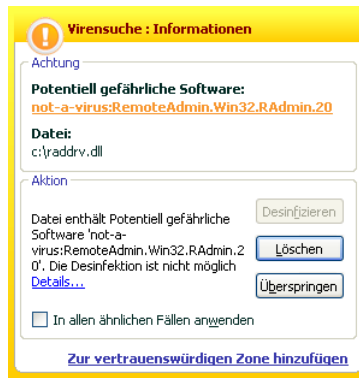 Virensuche : Informationen
Achtung
Potentiell gefährliche Software:
not-a-virus:RemoteAdmin.Win32.RAdmin.20
Datei:
c:\raddrv.dll
Aktion
Datei enthält Potentiell gefährliche
Software 'not-a-
virus:RemoteAdmin.Win32.RAdmin.2
0'. Die Desinfektion ist nicht möglich
Details...
Desinfizieren
Löschen
Überspringen
In allen ähnlichen Fällen anwenden
Zur vertrauenswürdigen Zone hinzufügen